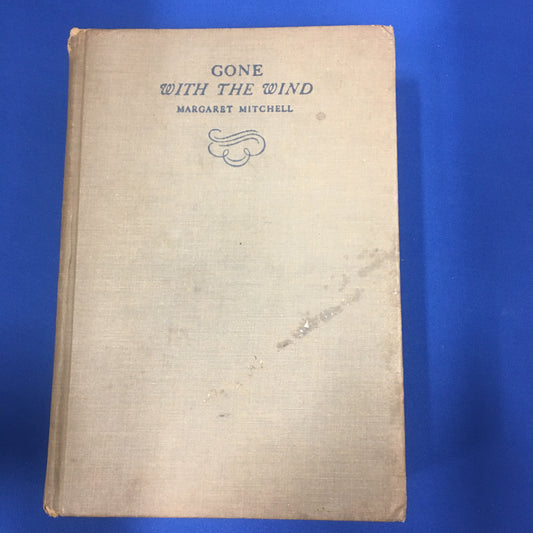 GONE
WITH THE WIND
MARGARET MITCHELL